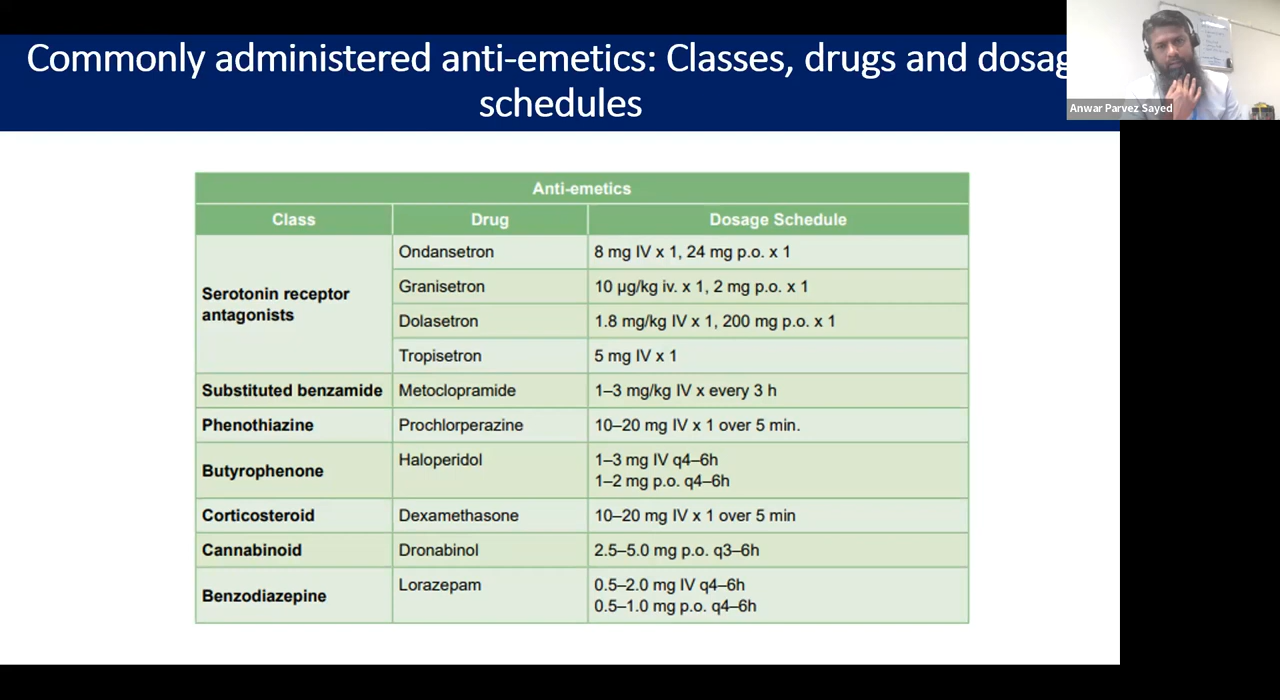 Commonly administered anti-emetics: Classes, drugs and dosag
schedules
Anwar Parvez Sayed
Anti-emetics
Class Drug Dosage Schedule
Serotonin receptor
antagonists
Ondansetron 8 mg IV x 1, 24 mg p.o. x 1
Granisetron 10 µg/kg iv. x 1, 2 mg p.o. x 1
Dolasetron 1.8 mg/kg IV x 1, 200 mg p.o. x 1
Tropisetron 5 mg IV x 1
Substituted benzamide Metoclopramide 1–3 mg/kg IV x every 3 h
Phenothiazine Prochlorperazine 10–20 mg IV x 1 over 5 min.
Butyrophenone Haloperidol 1–3 mg IV q4–6h
1–2 mg p.o. q4–6h
Corticosteroid Dexamethasone 10–20 mg IV x 1 over 5 min
Cannabinoid Dronabinol 2.5–5.0 mg p.o. q3–6h
Benzodiazepine Lorazepam 0.5–2.0 mg IV q4–6h
0.5–1.0 mg p.o. q4–6h